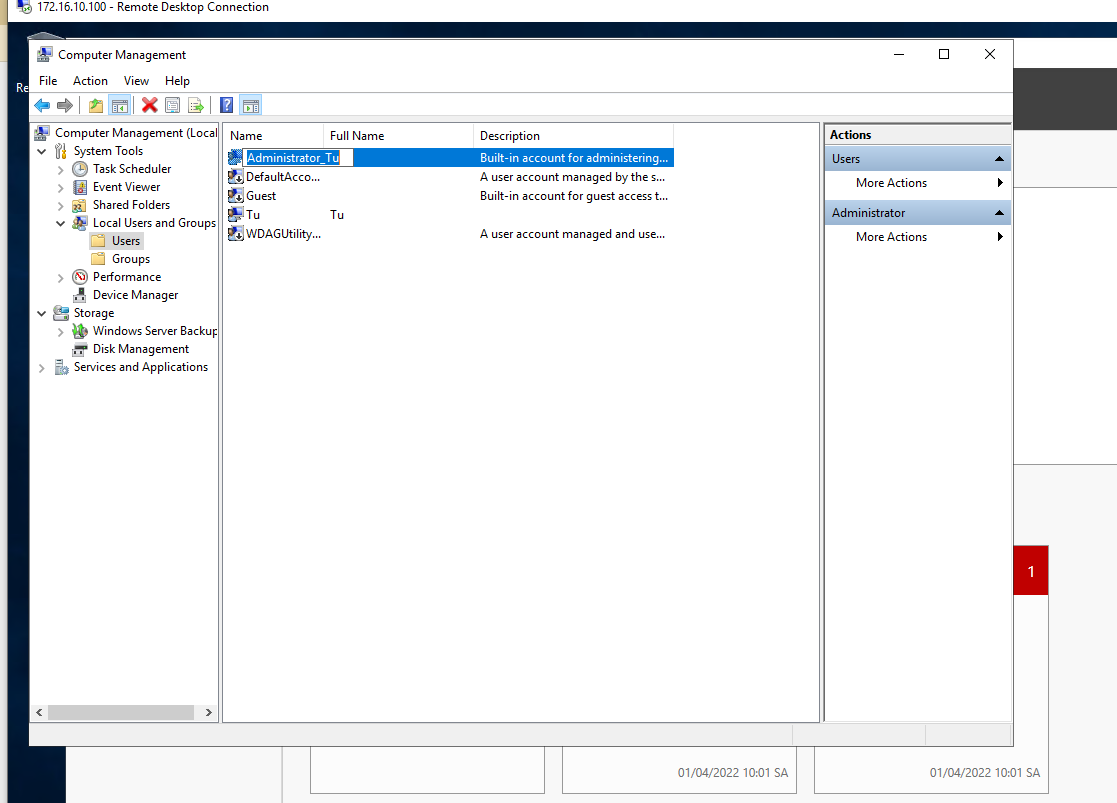 172.16.10.100 - Remote Desktop Connection
Re
Computer Management
File Action View Help
Computer Management (Local
System Tools
Task Scheduler
Event Viewer
Shared Folders
Local Users and Groups
Users
Groups
Performance
Device Manager
Storage
Windows Server Backup
Disk Management
Services and Applications
Name Full Name Description
Administrator_Tu Built-in account for administering...
DefaultAcco... A user account managed by the s...
Guest Built-in account for guest access t...
Tu Tu
WDAGUtility... A user account managed and use...
Actions
Users
More Actions
Administrator
More Actions
1
01/04/2022 10:01 SA
01/04/2022 10:01 SA